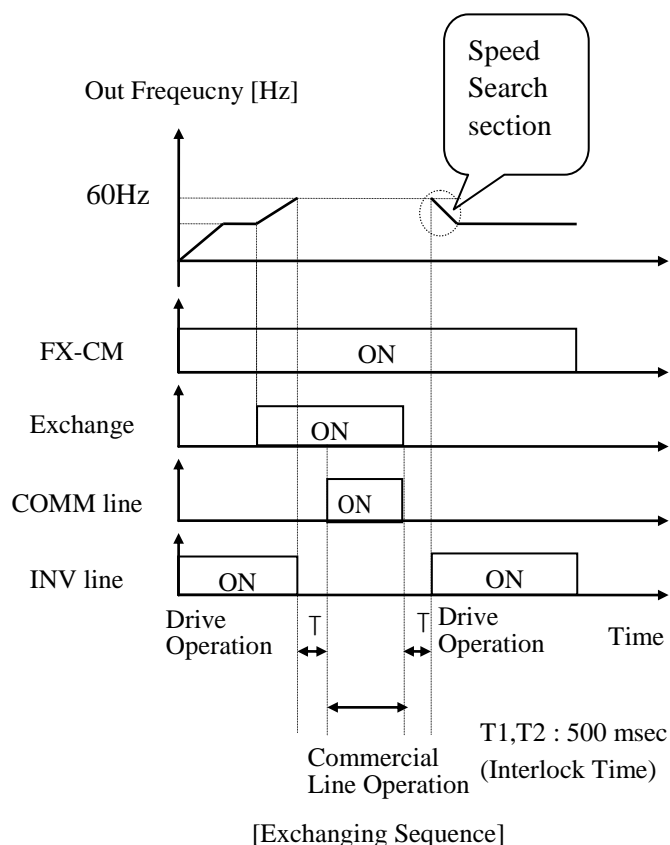 Speed
Search
section
Out Freqeucny [Hz]
60Hz
FX-CM
ON
Exchange
ON
COMM line
ON
INV line
ON
ON
Drive
Operation
T
T
Drive
Operation
Time
Commercial
Line Operation
T1,T2 : 500 msec
(Interlock Time)
[Exchanging Sequence]